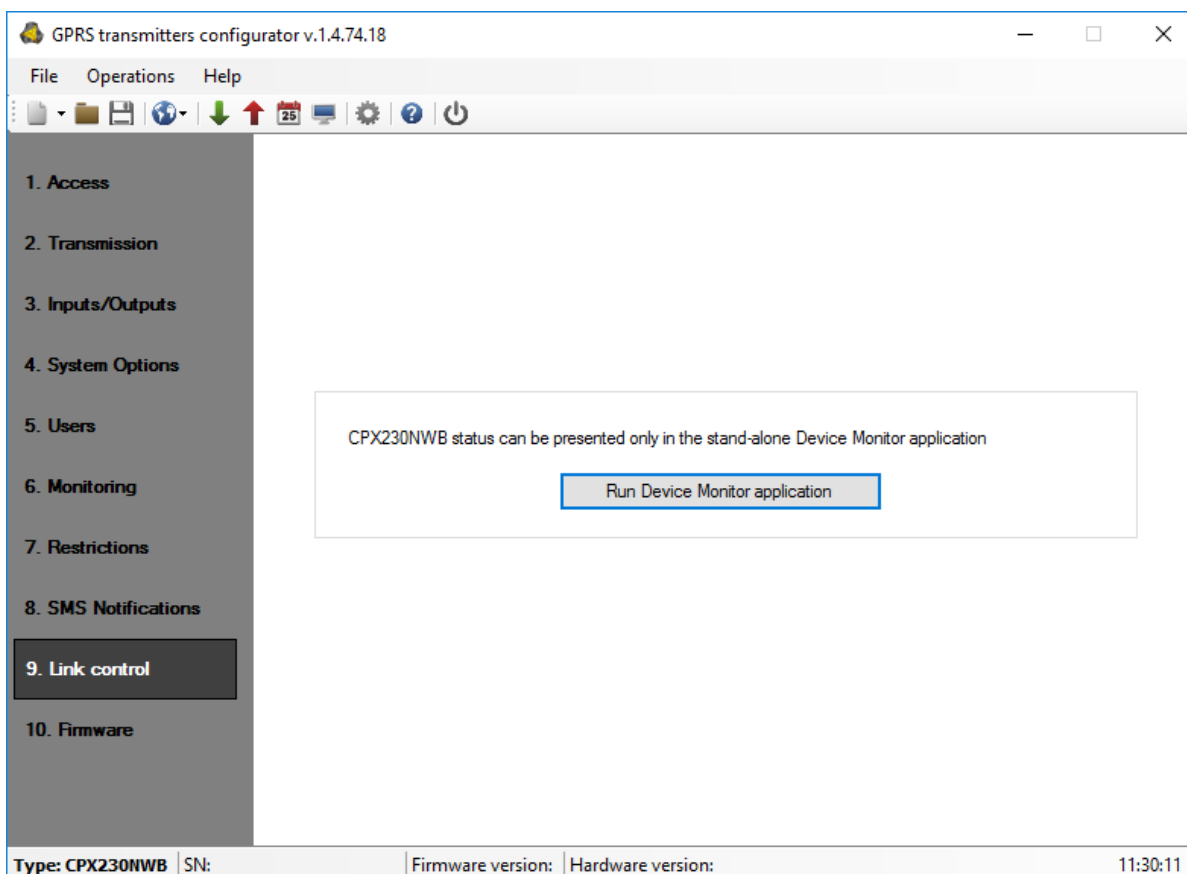 GPRS transmitters configurator v.1.4.74.18
File Operations Help
25
1. Access
2. Transmission
3. Inputs/Outputs
4. System Options
5. Users
6. Monitoring
7. Restrictions
8. SMS Notifications
9. Link control
10. Firmware
CPX230NWB status can be presented only in the stand-alone Device Monitor application
Run Device Monitor application
Type: CPX230NWB SN: Firmware version: Hardware version: 11:30:11